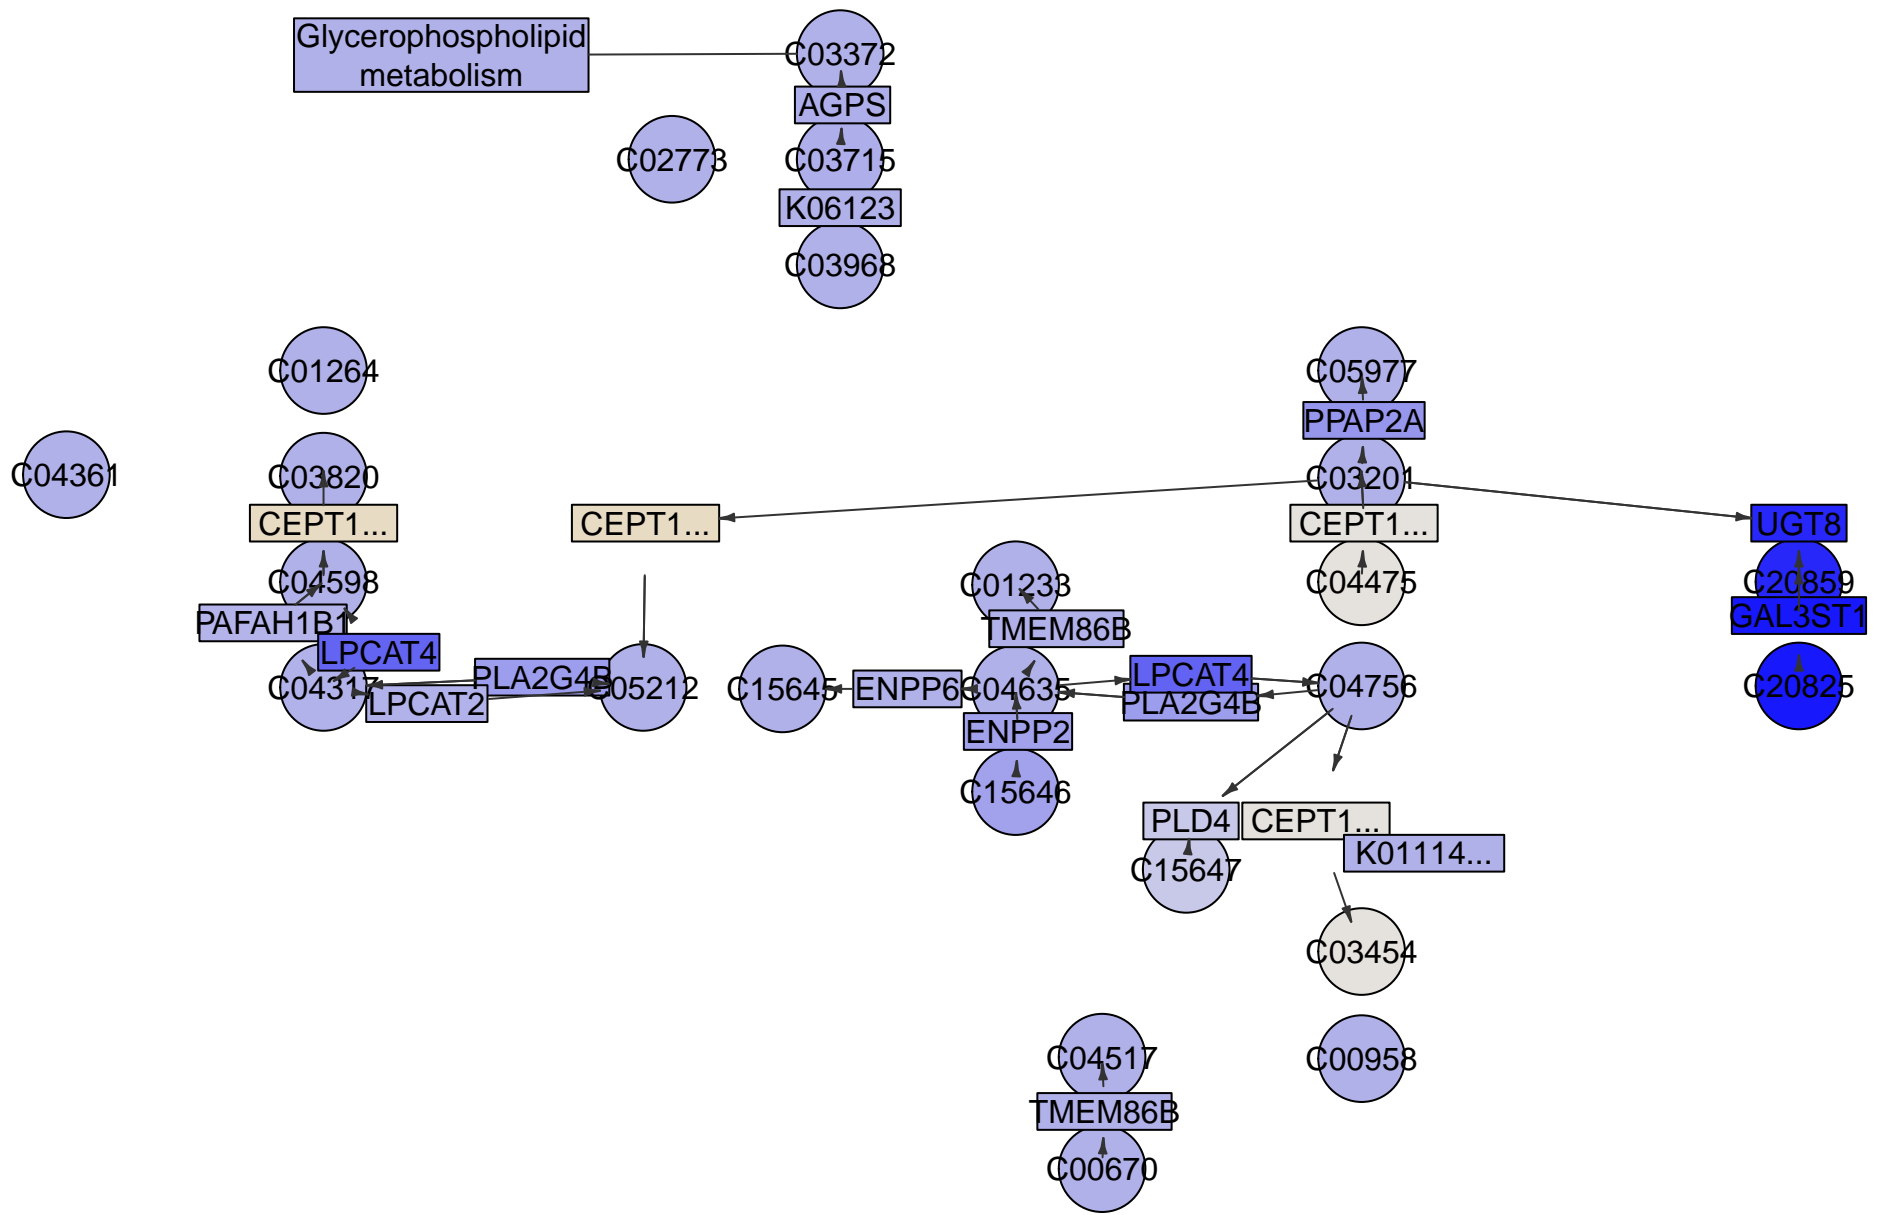 Glycerophospholipid
metabolism
C03372
AGPS
C02773
C03715
K06123
C03968
C01264
C05977
PPAP2A
C04361
C03820
C03201
CEPT1...
CEPT1...
CEPT1...
UGT8
C04598
C01233
C04475
C20859
PAFAH1B1
TMEM86B
GAL3ST1
LPCAT4
PLA2G4B
LPCAT4
C04317
LPCAT2
C05212
C15645
ENPP6
C04635
PLA2G4B
C04756
C20825
ENPP2
C15646
PLD4
CEPT1...
K01114...
C15647
C03454
C04517
C00958
TMEM86B
C00670